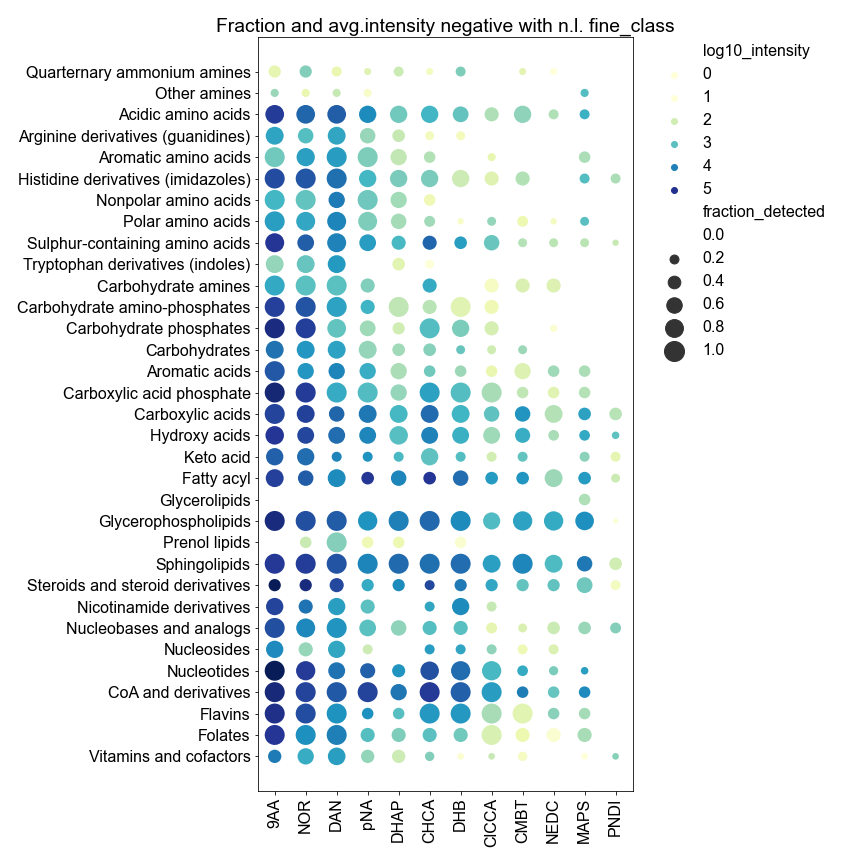 Fraction and avg.intensity negative with n.l. fine_class
Quarternary ammonium amines
Other amines
Acidic amino acids
Arginine derivatives (guanidines)
Aromatic amino acids
Histidine derivatives (imidazoles)
Nonpolar amino acids
Polar amino acids
Sulphur-containing amino acids
Tryptophan derivatives (indoles)
Carbohydrate amines
Carbohydrate amino-phosphates
Carbohydrate phosphates
Carbohydrates
Aromatic acids
Carboxylic acid phosphate
Carboxylic acids
Hydroxy acids
Keto acid
Fatty acyl
Glycerolipids
Glycerophospholipids
Prenol lipids
Sphingolipids
Steroids and steroid derivatives
Nicotinamide derivatives
Nucleobases and analogs
Nucleosides
Nucleotides
CoA and derivatives
Flavins
Folates
Vitamins and cofactors
9AA
NOR
DAN
pNA
DHAP
CHCA
DHB
ClCCA
CMBT
NEDC
MAPS
PNDI
log10_intensity
0
1
2
3
4
5
fraction_detected
0.0
0.2
0.4
0.6
0.8
1.0